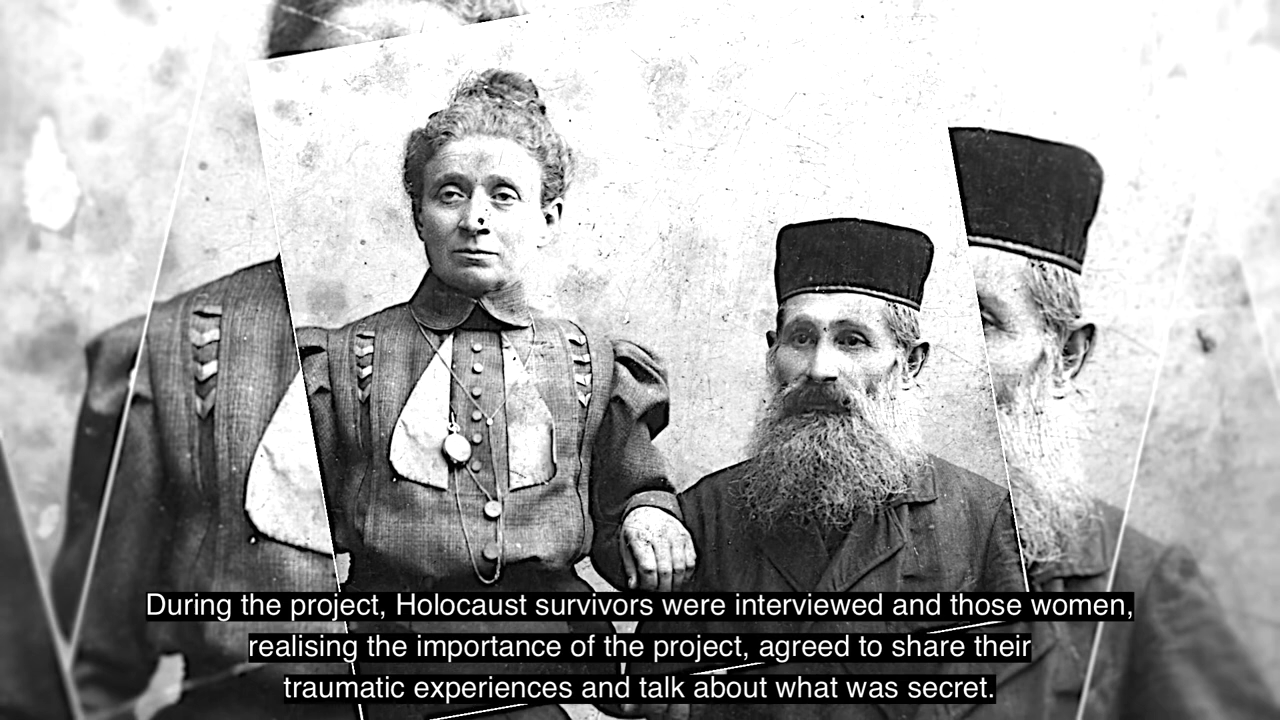 During the project, Holocaust survivors were interviewed and those women,
realising the importance of the project, agreed to share their
traumatic experiences and talk about what was secret.